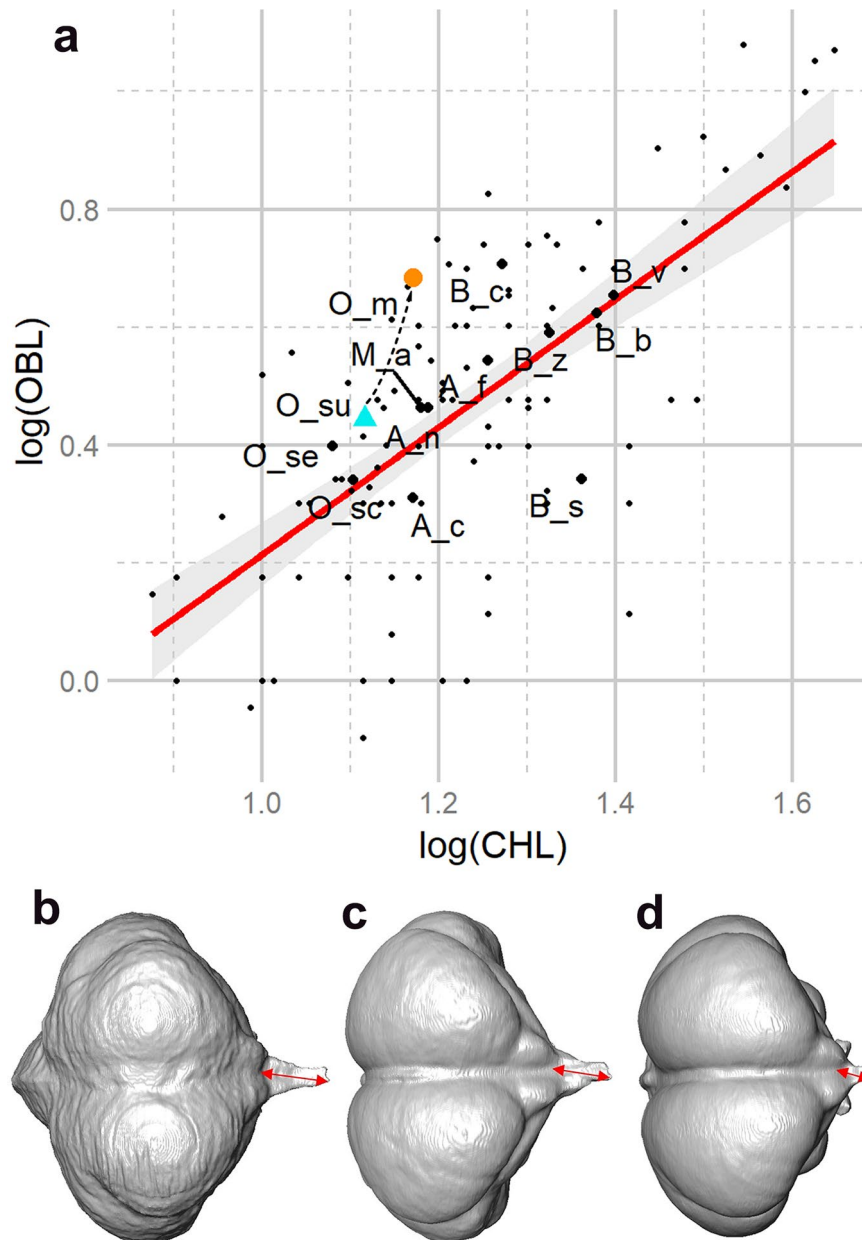 a
0.8
B_v
B_c
O_m
B_b
M_a
B_z
A_f
log(OBL)
O_su
0.4
A_n
O_se
O_sc
A_c
B_s
0.0
1.0 1.2 1.4 1.6
log(CHL)
b c d